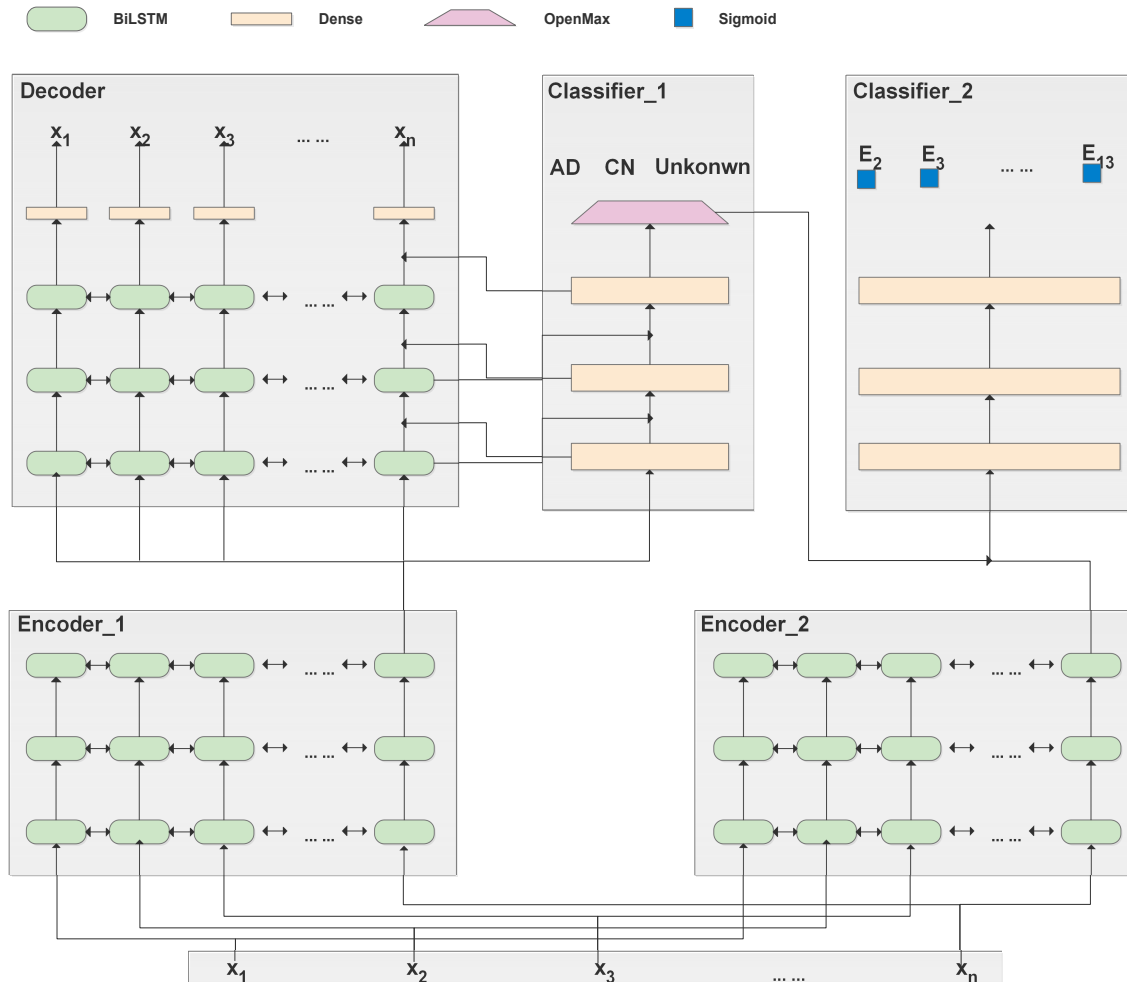 BiLSTM Dense OpenMax Sigmoid
Decoder
x1 x2 x3 ... ... xn
... ...
... ...
... ...
Classifier_1
AD CN Unkonwn
Classifier_2
E2 E3 ... ... E13
Encoder_1
... ...
... ...
... ...
Encoder_2
... ...
... ...
... ...
x1 x2 x3 ... ... xn